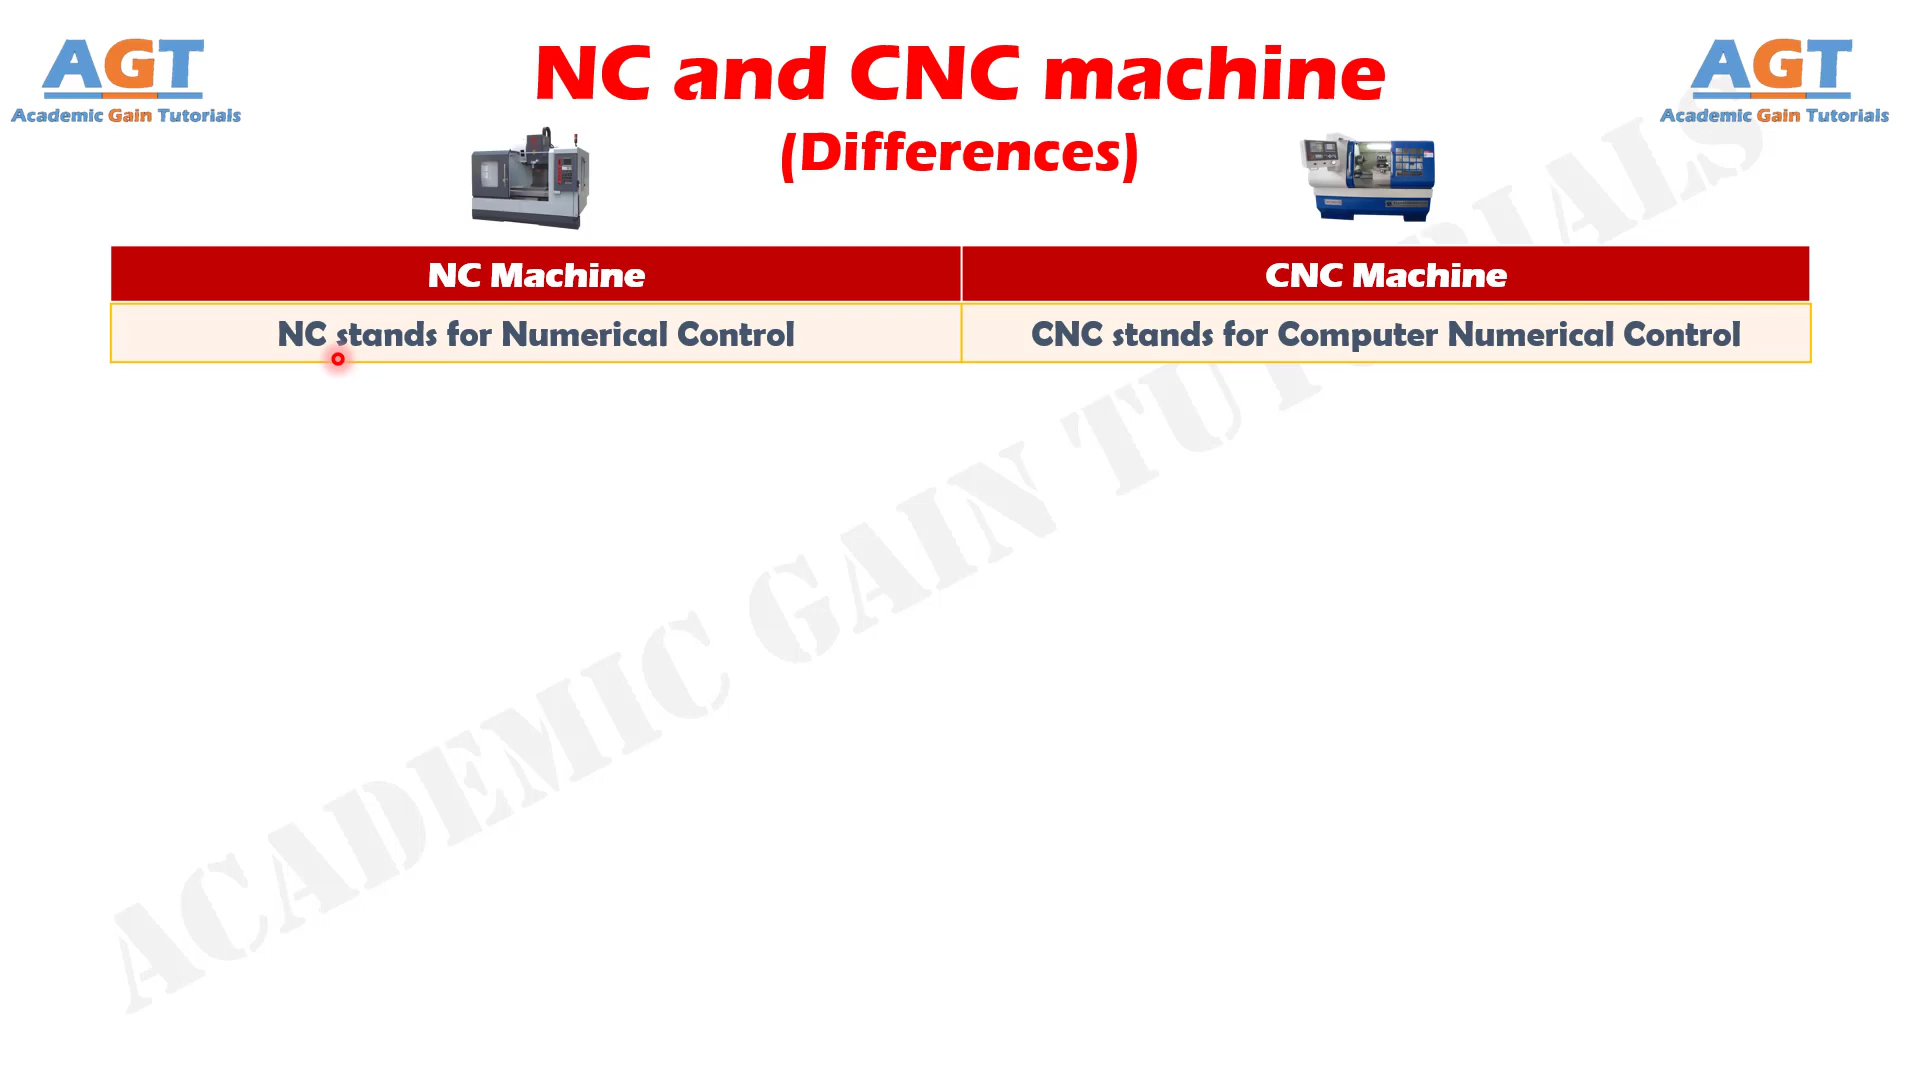 AGT
Academic Gain Tutorials
NC and CNC machine
(Differences)
AGT
Academic Gain Tutorials
NC Machine
CNC Machine
NC stands for Numerical Control
CNC stands for Computer Numerical Control
ACADEMIC GAIN TUTORIALS